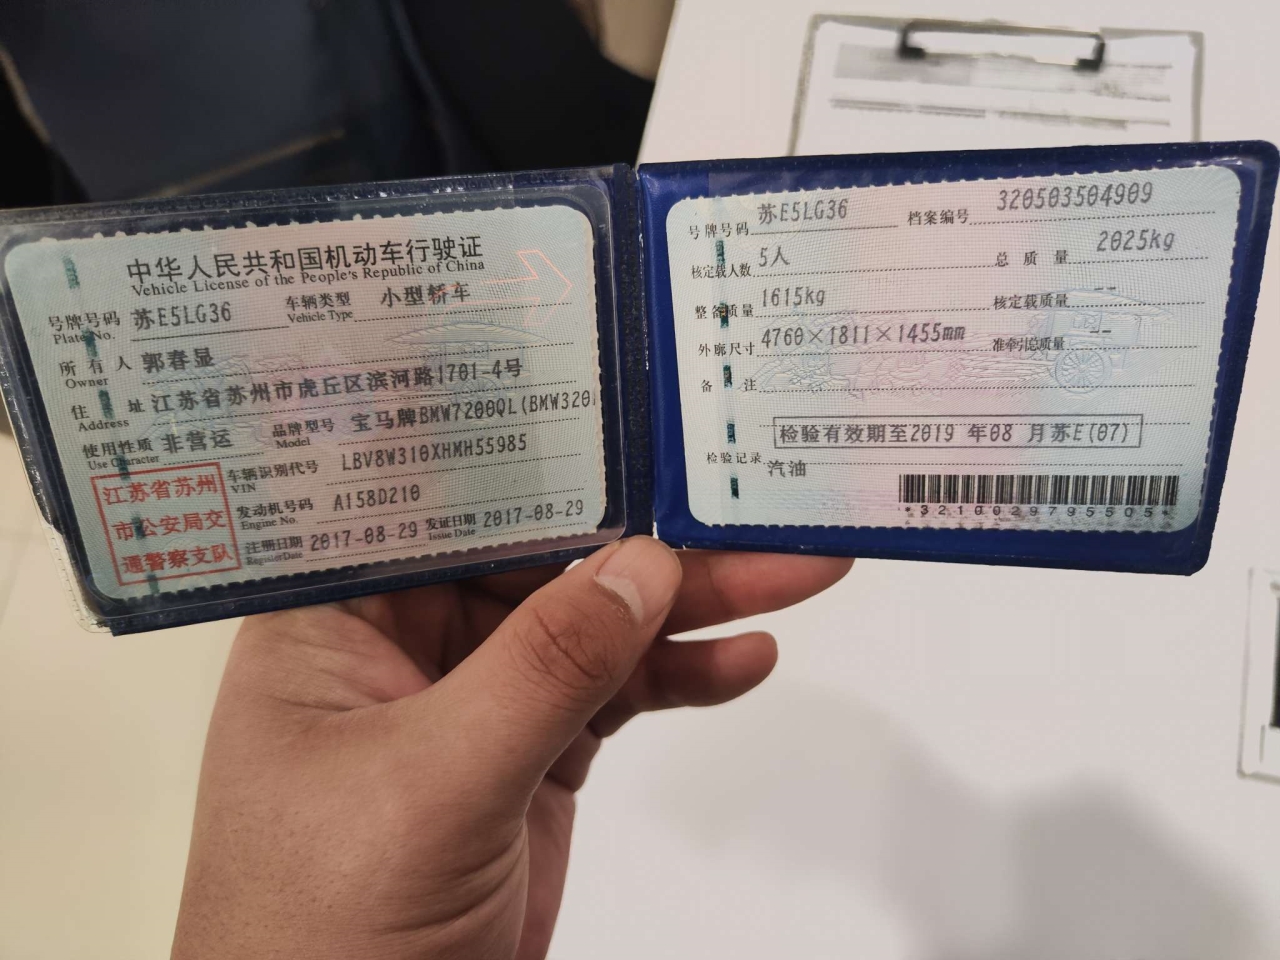 中华人民共和国机动车行驶证
Vehicle License of the People's Republic of China
号牌号码 苏E5LG36 车辆类型 小型轿车
Plate No. Vehicle Type
所有人 郭春显
Owner
住址 江苏省苏州市虎丘区滨河路1701-4号
Address
使用性质 非营运 品牌型号 宝马牌BMW7200QL(BMW320
Use Character Model
车辆识别代号 LBV8W310XHMH55985
VIN
发动机号码 A158D210
Engine No.
注册日期 2017-08-29 发证日期 2017-08-29
Register Date Issue Date
江苏省苏州
市公安局交
通警察支队
号牌号码 苏E5LG36 档案编号 320503504909
核定载人数 5人 总质量 2025kg
整备质量 1615kg 核定载质量 --
外廓尺寸 4760×1811×1455mm 准牵引总质量 --
备注
检验有效期至2019 年08 月苏E(07)
检验记录
汽油
*3210029795505*